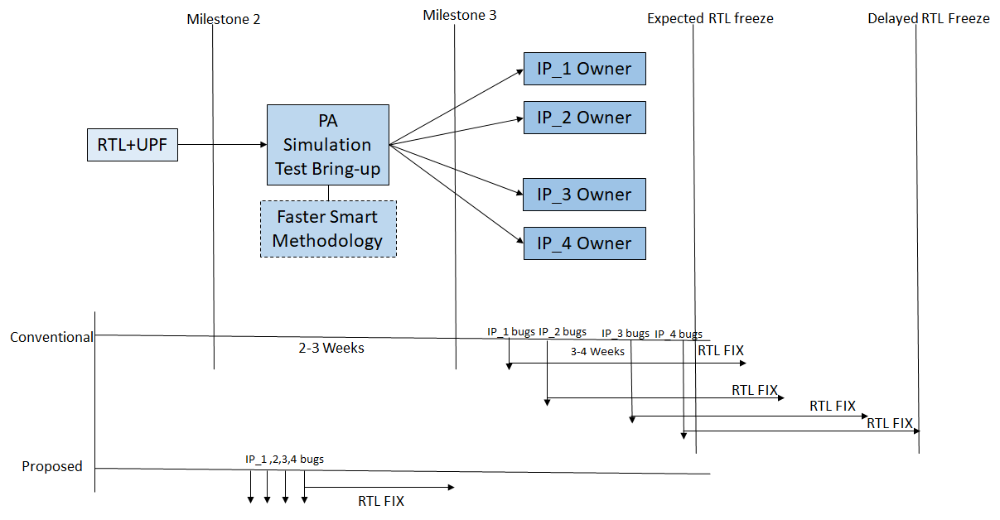 Milestone 2
Milestone 3
Expected RTL freeze
Delayed RTL Freeze
RTL+UPF
PA
Simulation
Test Bring-up
Faster Smart
Methodology
IP_1 Owner
IP_2 Owner
IP_3 Owner
IP_4 Owner
Conventional
2-3 Weeks
IP_1 bugs
IP_2 bugs
IP_3 bugs
IP_4 bugs
3-4 Weeks
RTL FIX
RTL FIX
RTL FIX
RTL FIX
Proposed
IP_1 ,2,3,4 bugs
RTL FIX